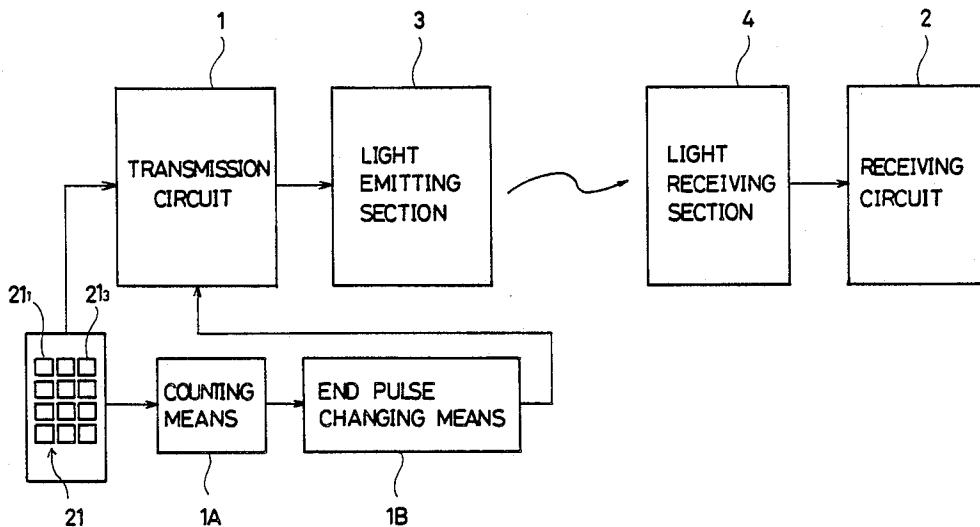 1
3
4
2
TRANSMISSION
CIRCUIT
LIGHT
EMITTING
SECTION
LIGHT
RECEIVING
SECTION
RECEIVING
CIRCUIT
21₁
21₃
COUNTING
MEANS
END PULSE
CHANGING MEANS
21
1A
1B